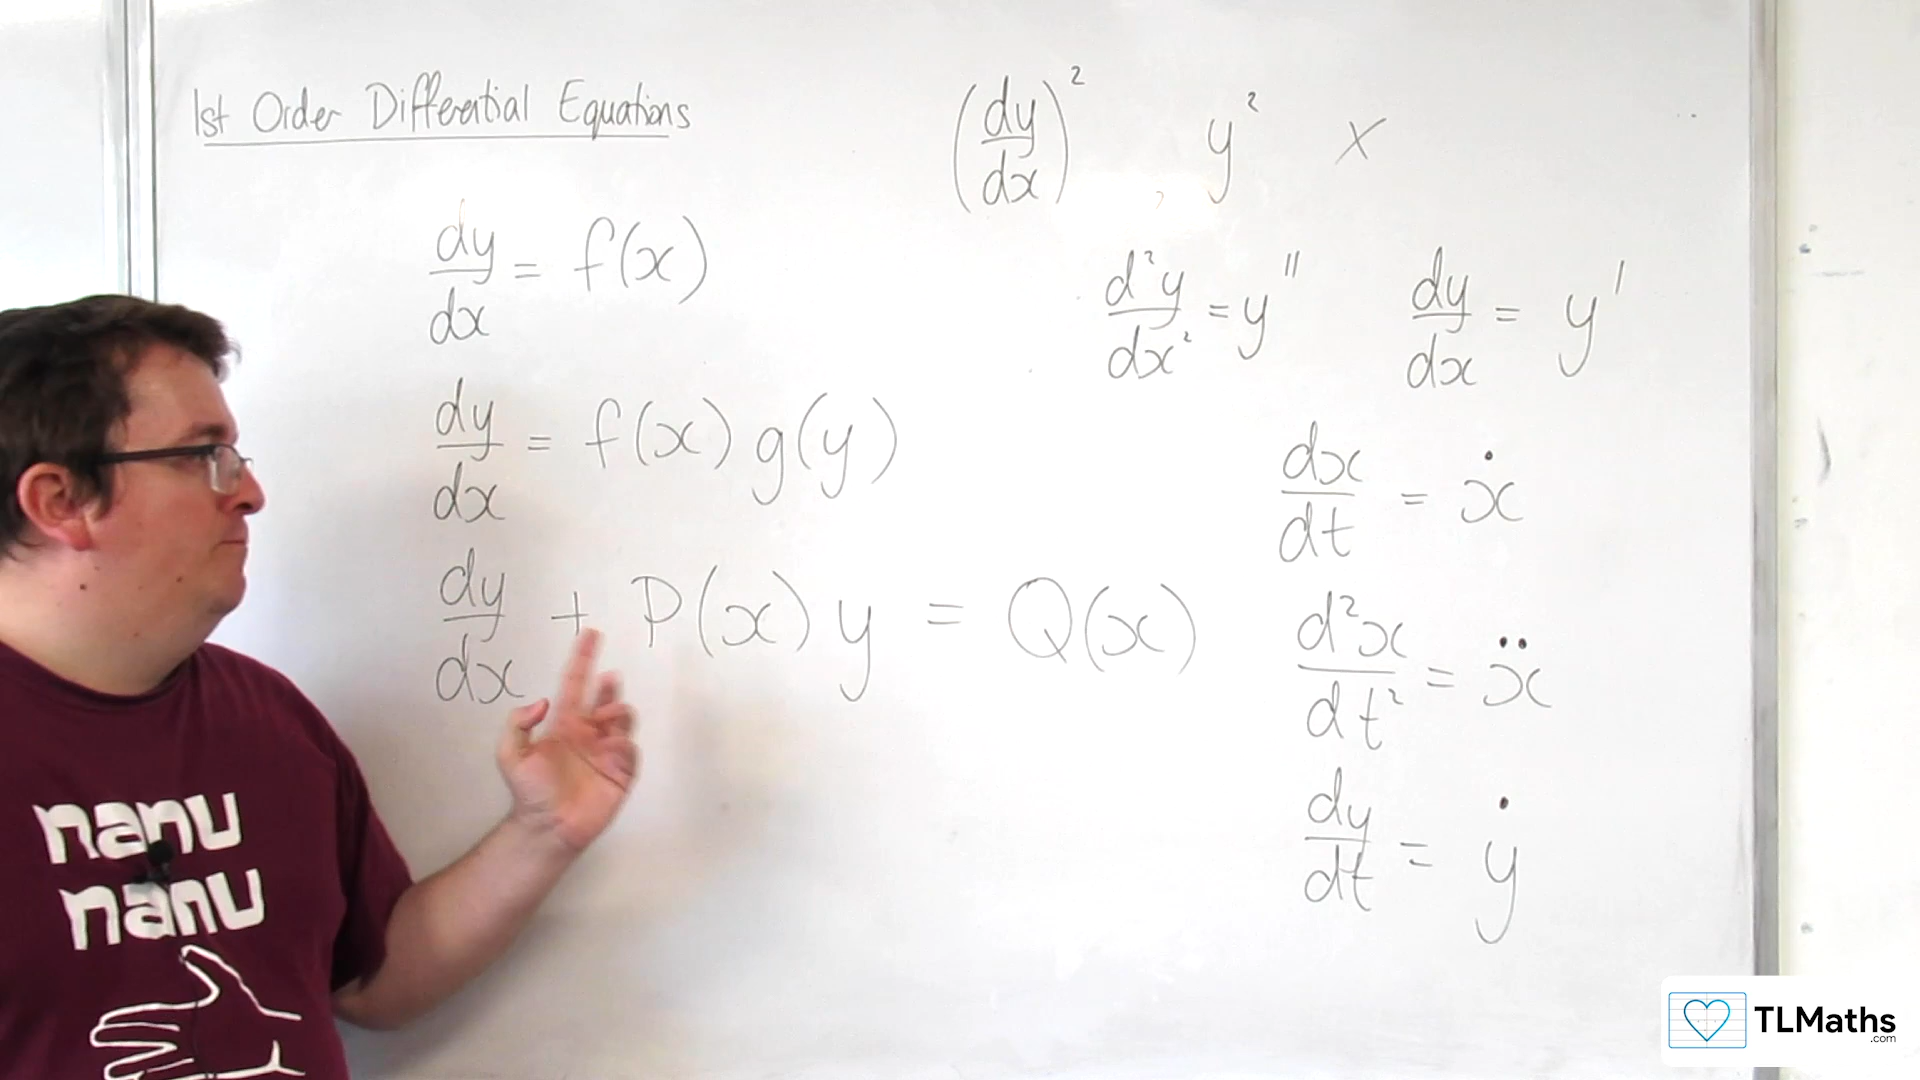 1st Order Differential Equations
(dy/dx)² , y² ×
dy/dx = f(x)
d²y/dx² = y'' dy/dx = y'
dy/dx = f(x) g(y)
dx/dt = ẋ
dy/dx + P(x) y = Q(x)
d²x/dt² = ẍ
dy/dt = ẏ
nanu
nanu
TLMaths
.com